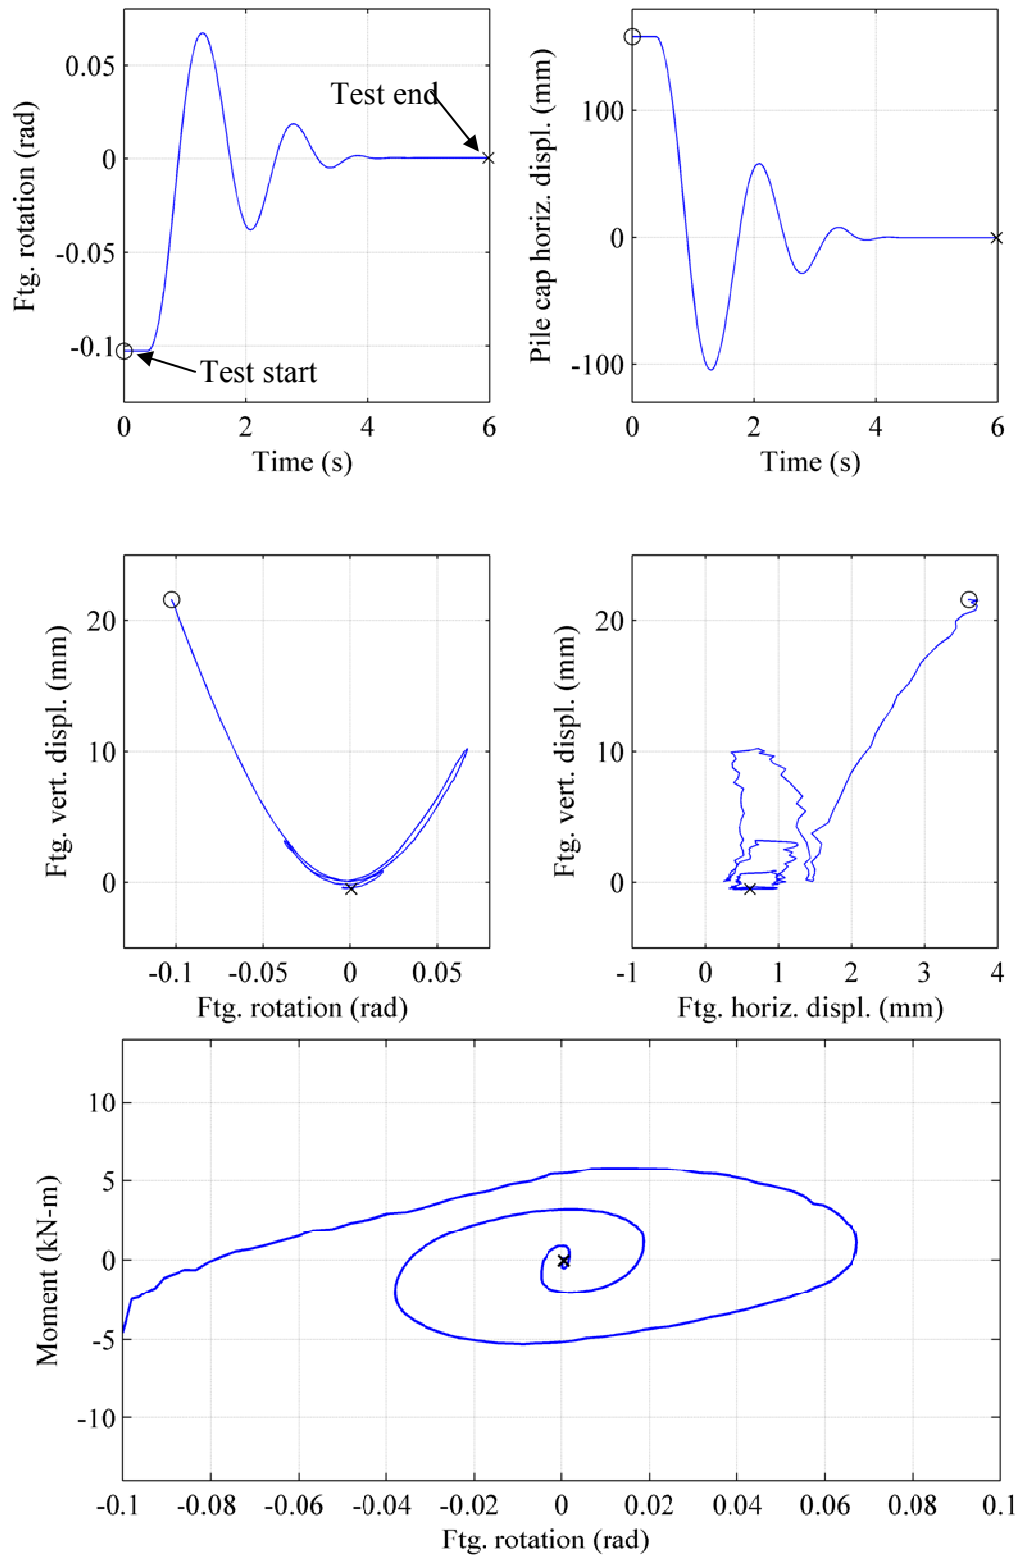 Ftg. rotation (rad)
0.05
0
-0.05
-0.1
Test end
Test start
0 2 4 6
Time (s)
Pile cap horiz. displ. (mm)
100
0
-100
0 2 4 6
Time (s)
Ftg. vert. displ. (mm)
20
10
0
-0.1 -0.05 0 0.05
Ftg. rotation (rad)
Ftg. vert. displ. (mm)
20
10
0
-1 0 1 2 3 4
Ftg. horiz. displ. (mm)
Moment (kN-m)
10
5
0
-5
-10
-0.1 -0.08 -0.06 -0.04 -0.02 0 0.02 0.04 0.06 0.08 0.1
Ftg. rotation (rad)